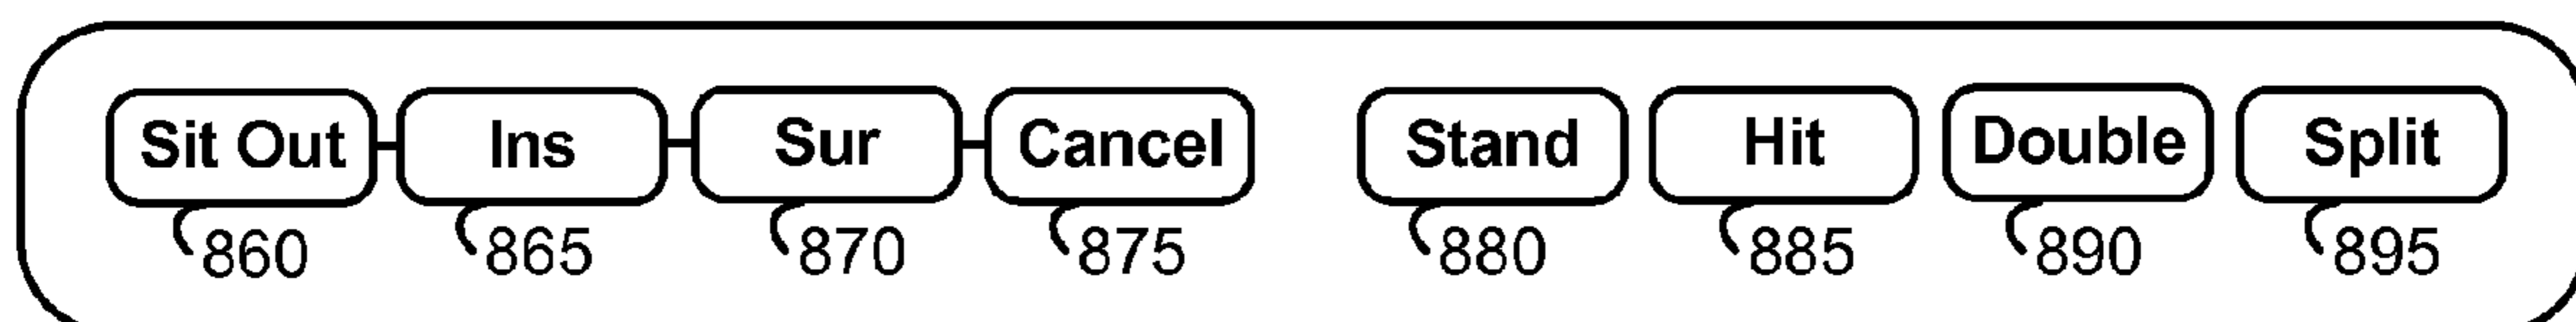 Sit Out Ins Sur Cancel Stand Hit Double Split
860 865 870 875 880 885 890 895